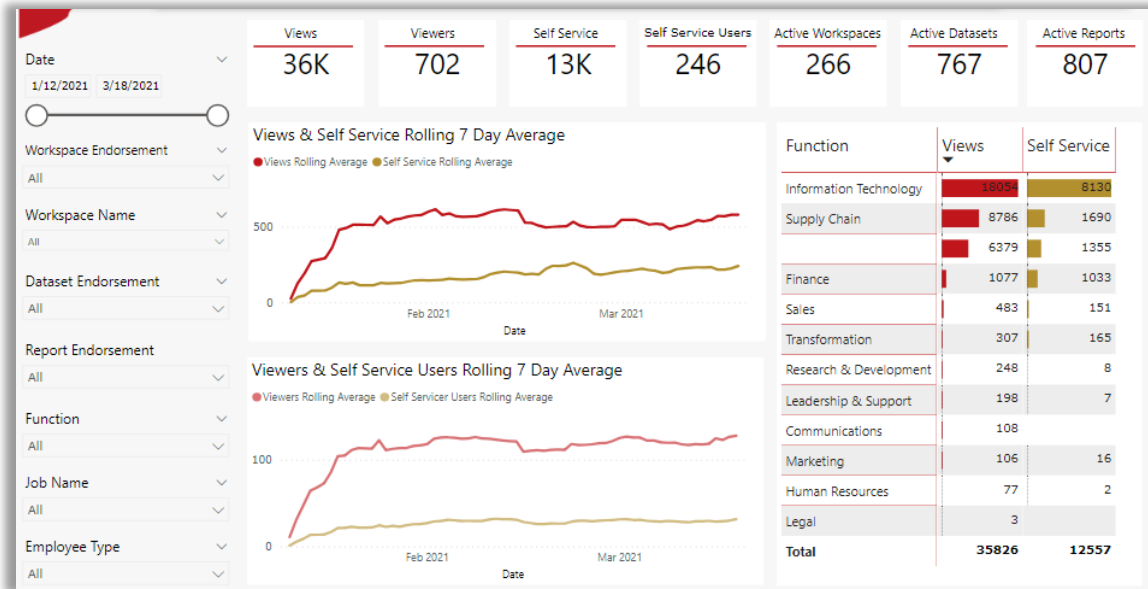 Date
1/12/2021 3/18/2021
Workspace Endorsement
All
Workspace Name
All
Dataset Endorsement
All
Report Endorsement
All
Function
All
Job Name
All
Employee Type
All
Views
36K
Viewers
702
Self Service
13K
Self Service Users
246
Active Workspaces
266
Active Datasets
767
Active Reports
807
Views & Self Service Rolling 7 Day Average
Views Rolling Average Self Service Rolling Average
500
0
Feb 2021 Mar 2021
Date
Viewers & Self Service Users Rolling 7 Day Average
Viewers Rolling Average Self Servicer Users Rolling Average
100
0
Feb 2021 Mar 2021
Date
Function Views Self Service
Information Technology 18054 8130
Supply Chain 8786 1690
6379 1355
Finance 1077 1033
Sales 483 151
Transformation 307 165
Research & Development 248 8
Leadership & Support 198 7
Communications 108
Marketing 106 16
Human Resources 77 2
Legal 3
Total 35826 12557